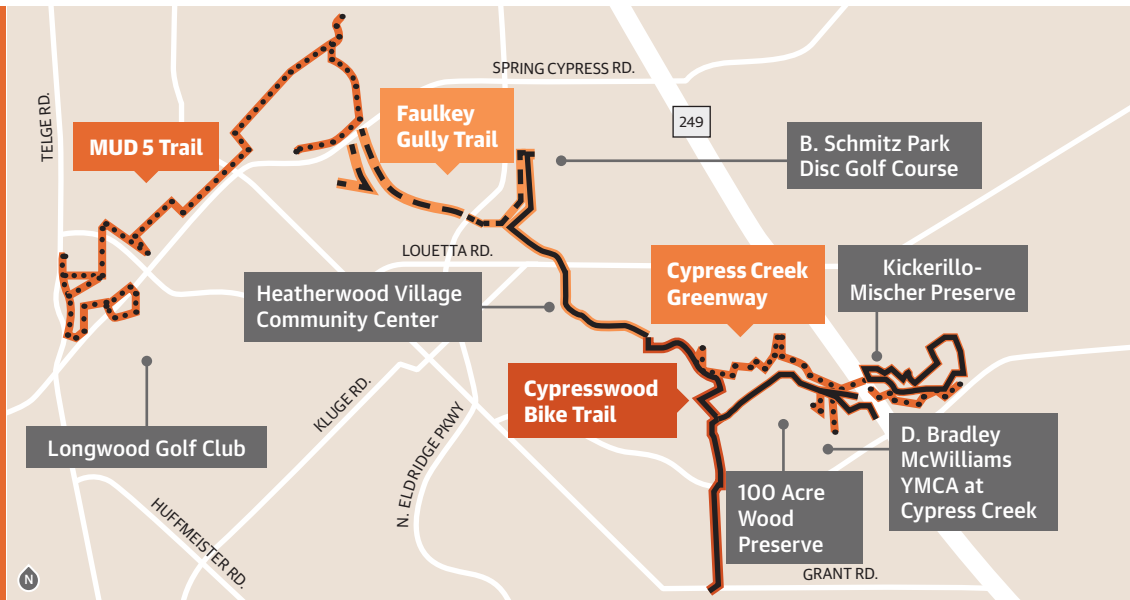 SPRING CYPRESS RD.
TELGE RD.
Faulkey
Gully Trail
249
MUD 5 Trail
B. Schmitz Park
Disc Golf Course
LOUETTA RD.
Cypress Creek
Greenway
Kickerillo-
Mischer Preserve
Heatherwood Village
Community Center
Cypresswood
Bike Trail
KLUGE RD.
Longwood Golf Club
N. ELDRIDGE PKWY
D. Bradley
McWilliams
YMCA at
Cypress Creek
100 Acre
Wood
Preserve
HUFFMEISTER RD.
GRANT RD.
N